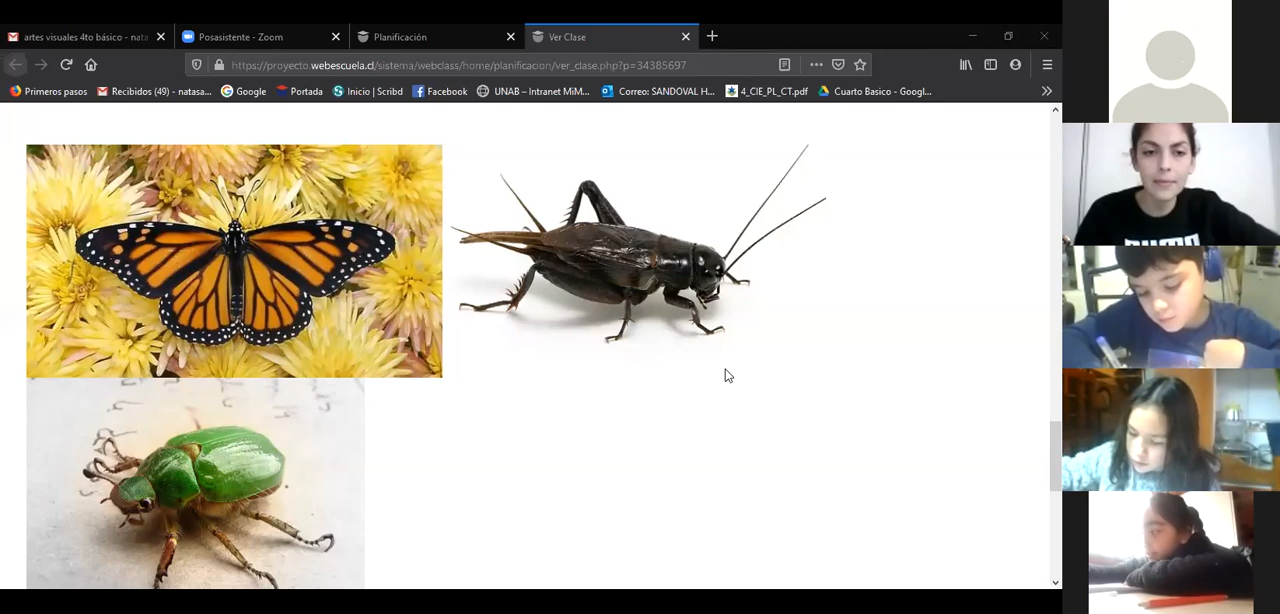 artes visuales 4to básico - nata
Posasistente - Zoom
Planificación
Ver Clase
https://proyecto.webescuela.cl/sistema/webclass/home/planificacion/ver_clase.php?p=34385697
Primeros pasos
Recibidos (49) - natasa...
Google
Portada
Inicio | Scribd
Facebook
UNAB – Intranet MiM...
Correo: SANDOVAL H...
4_CIE_PL_CT.pdf
Cuarto Basico - Googl...